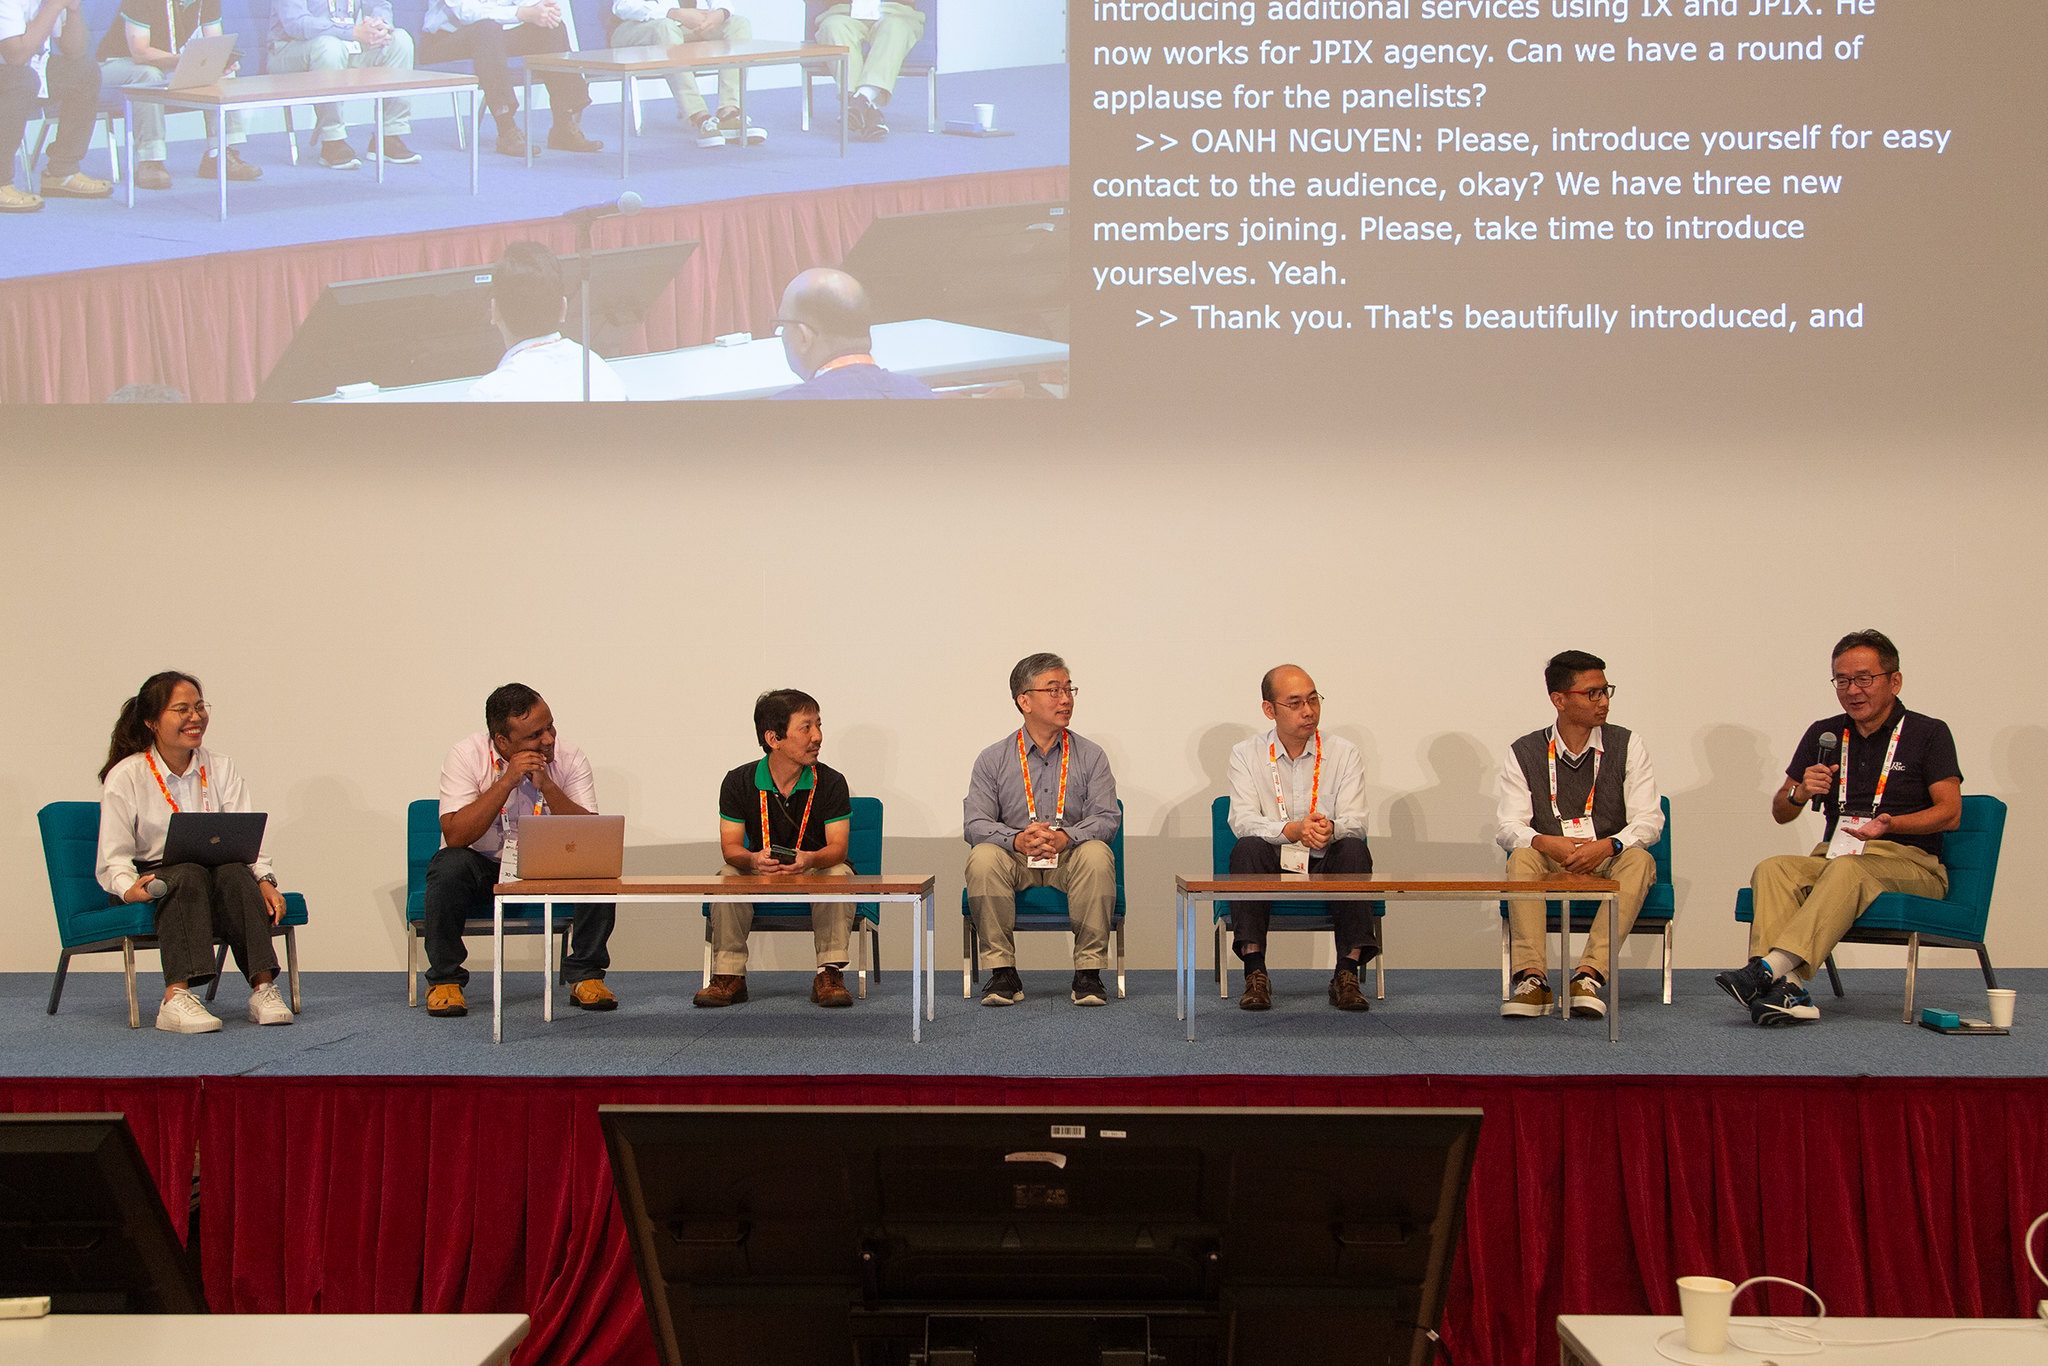 introducing additional services using IX and JPIX. He
now works for JPIX agency. Can we have a round of
applause for the panelists?
>> OANH NGUYEN: Please, introduce yourself for easy
contact to the audience, okay? We have three new
members joining. Please, take time to introduce
yourselves. Yeah.
>> Thank you. That's beautifully introduced, and